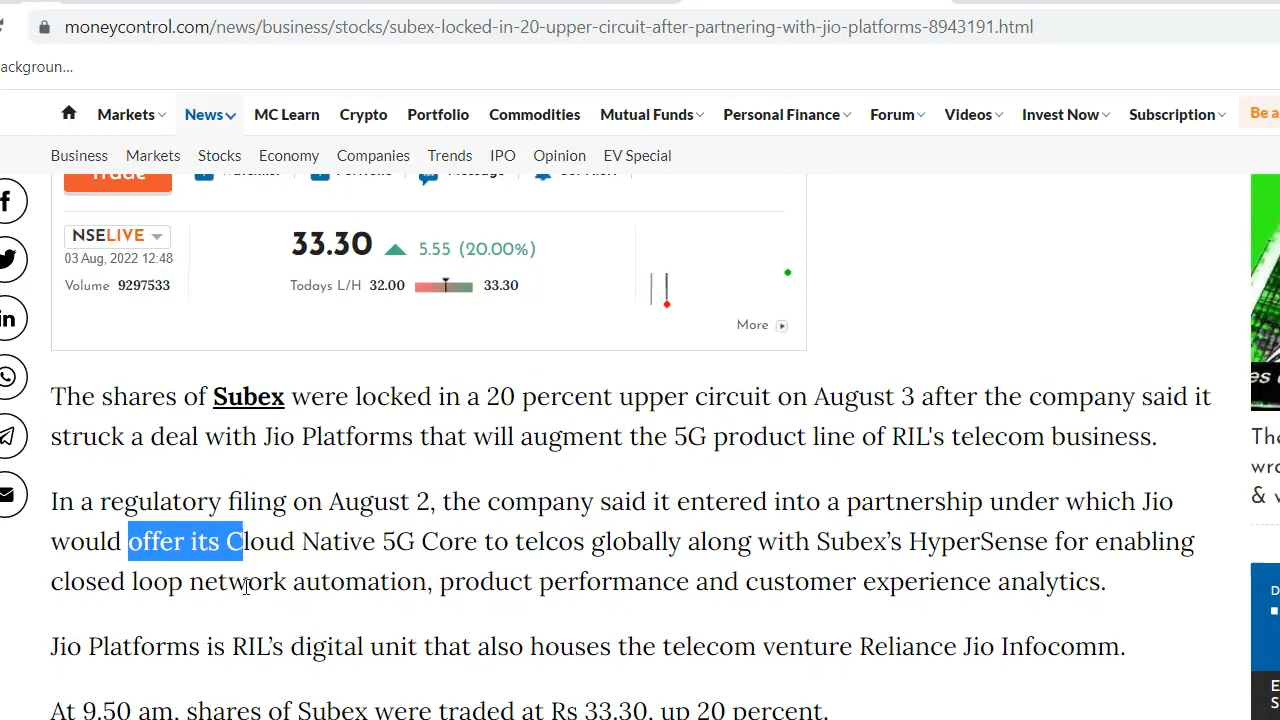 moneycontrol.com/news/business/stocks/subex-locked-in-20-upper-circuit-after-partnering-with-jio-platforms-8943191.html
ackgroun...
Markets News MC Learn Crypto Portfolio Commodities Mutual Funds Personal Finance Forum Videos Invest Now Subscription Be a
Business Markets Stocks Economy Companies Trends IPO Opinion EV Special
NSELIVE 33.30 5.55 (20.00%)
03 Aug, 2022 12:48
Volume 9297533 Todays L/H 32.00 33.30
More
The shares of Subex were locked in a 20 percent upper circuit on August 3 after the company said it
struck a deal with Jio Platforms that will augment the 5G product line of RIL's telecom business.
In a regulatory filing on August 2, the company said it entered into a partnership under which Jio
would offer its Cloud Native 5G Core to telcos globally along with Subex’s HyperSense for enabling
closed loop network automation, product performance and customer experience analytics.
Jio Platforms is RIL’s digital unit that also houses the telecom venture Reliance Jio Infocomm.
At 9.50 am, shares of Subex were traded at Rs 33.30, up 20 percent.
es
The
wro
& v
D
E
S